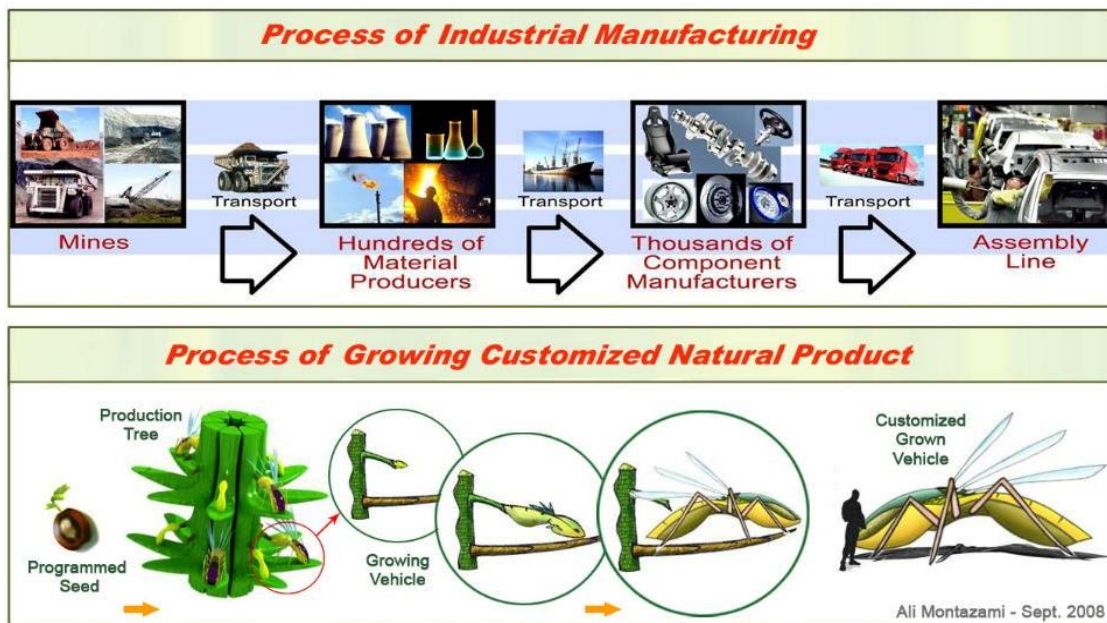 Process of Industrial Manufacturing
Transport
Transport
Transport
Mines
Hundreds of
Material
Producers
Thousands of
Component
Manufacturers
Assembly
Line
Process of Growing Customized Natural Product
Production
Tree
Programmed
Seed
Growing
Vehicle
Customized
Grown
Vehicle
Ali Montazami - Sept. 2008